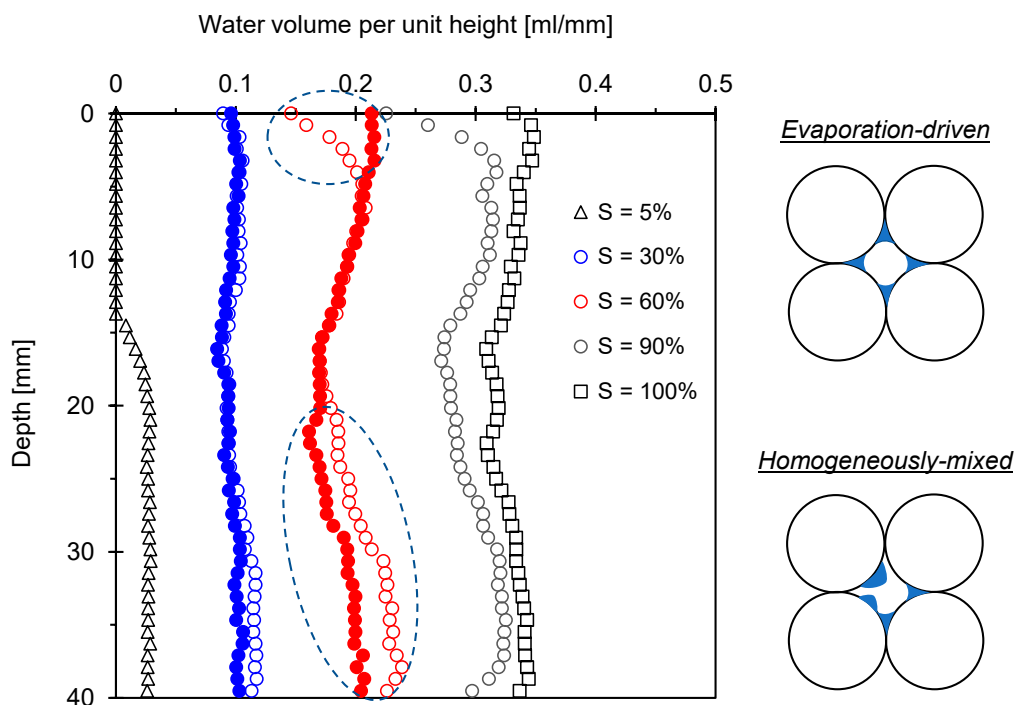 Water volume per unit height [ml/mm]
0 0.1 0.2 0.3 0.4 0.5
0
10
20
30
40
Depth [mm]
S = 5%
S = 30%
S = 60%
S = 90%
S = 100%
Evaporation-driven
Homogeneously-mixed